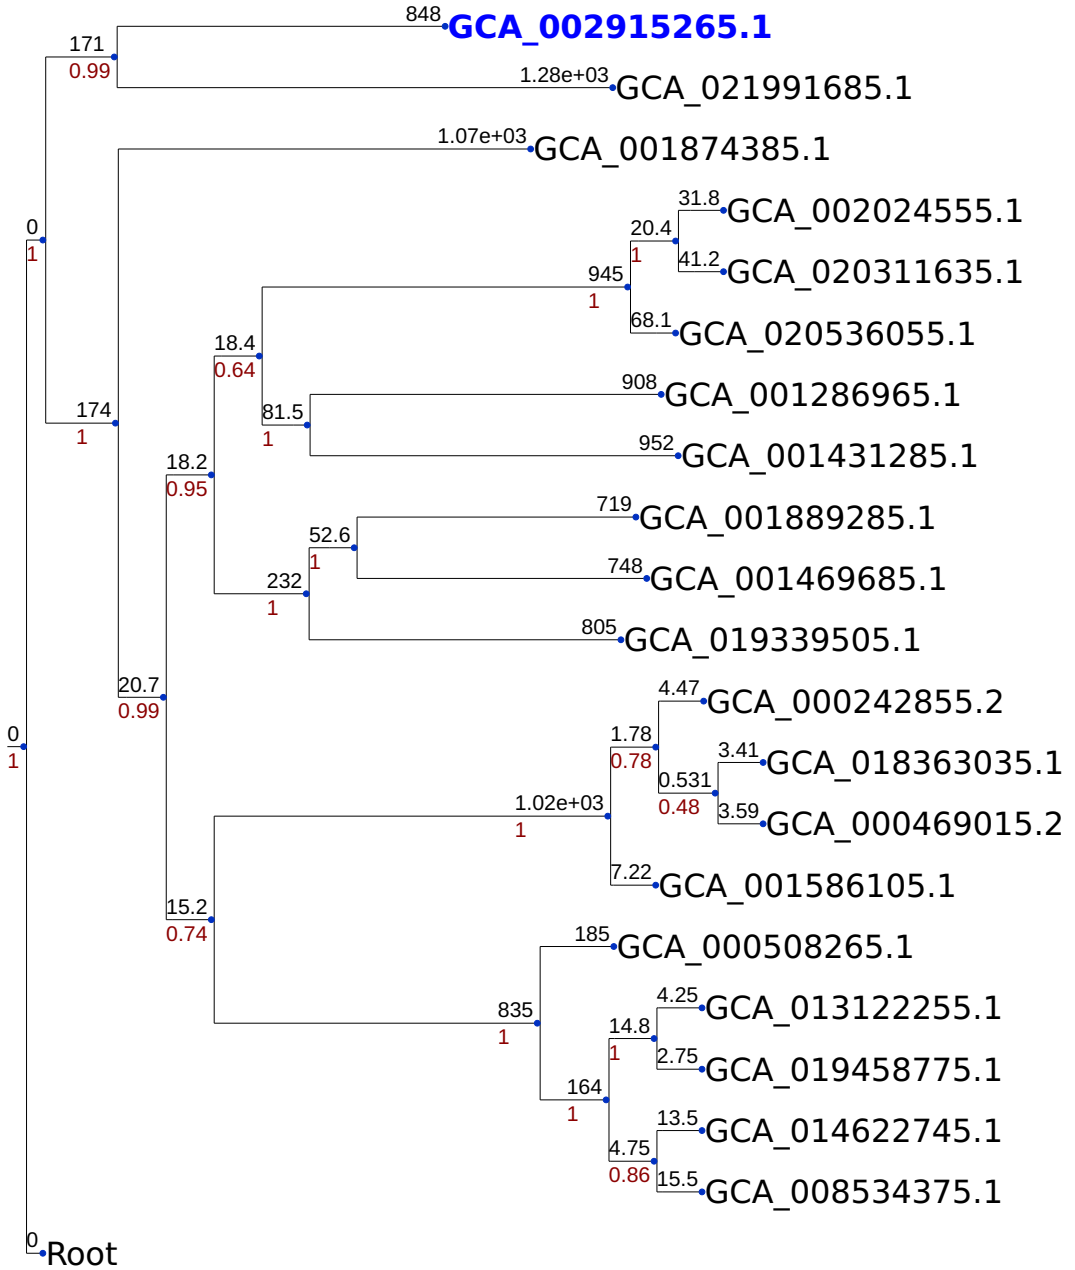 848
GCA_002915265.1
171
0.99
1.28e+03
GCA_021991685.1
1.07e+03
GCA_001874385.1
31.8
GCA_002024555.1
0
1
20.4
1
41.2
GCA_020311635.1
945
1
68.1
GCA_020536055.1
18.4
0.64
908
GCA_001286965.1
174
1
81.5
1
952
GCA_001431285.1
18.2
0.95
719
GCA_001889285.1
52.6
1
748
GCA_001469685.1
232
1
805
GCA_019339505.1
20.7
0.99
4.47
GCA_000242855.2
0
1
1.78
0.78
3.41
GCA_018363035.1
0.531
0.48
3.59
GCA_000469015.2
1.02e+03
1
7.22
GCA_001586105.1
15.2
0.74
185
GCA_000508265.1
835
1
4.25
GCA_013122255.1
14.8
1
2.75
GCA_019458775.1
164
1
13.5
GCA_014622745.1
4.75
0.86
15.5
GCA_008534375.1
0
Root